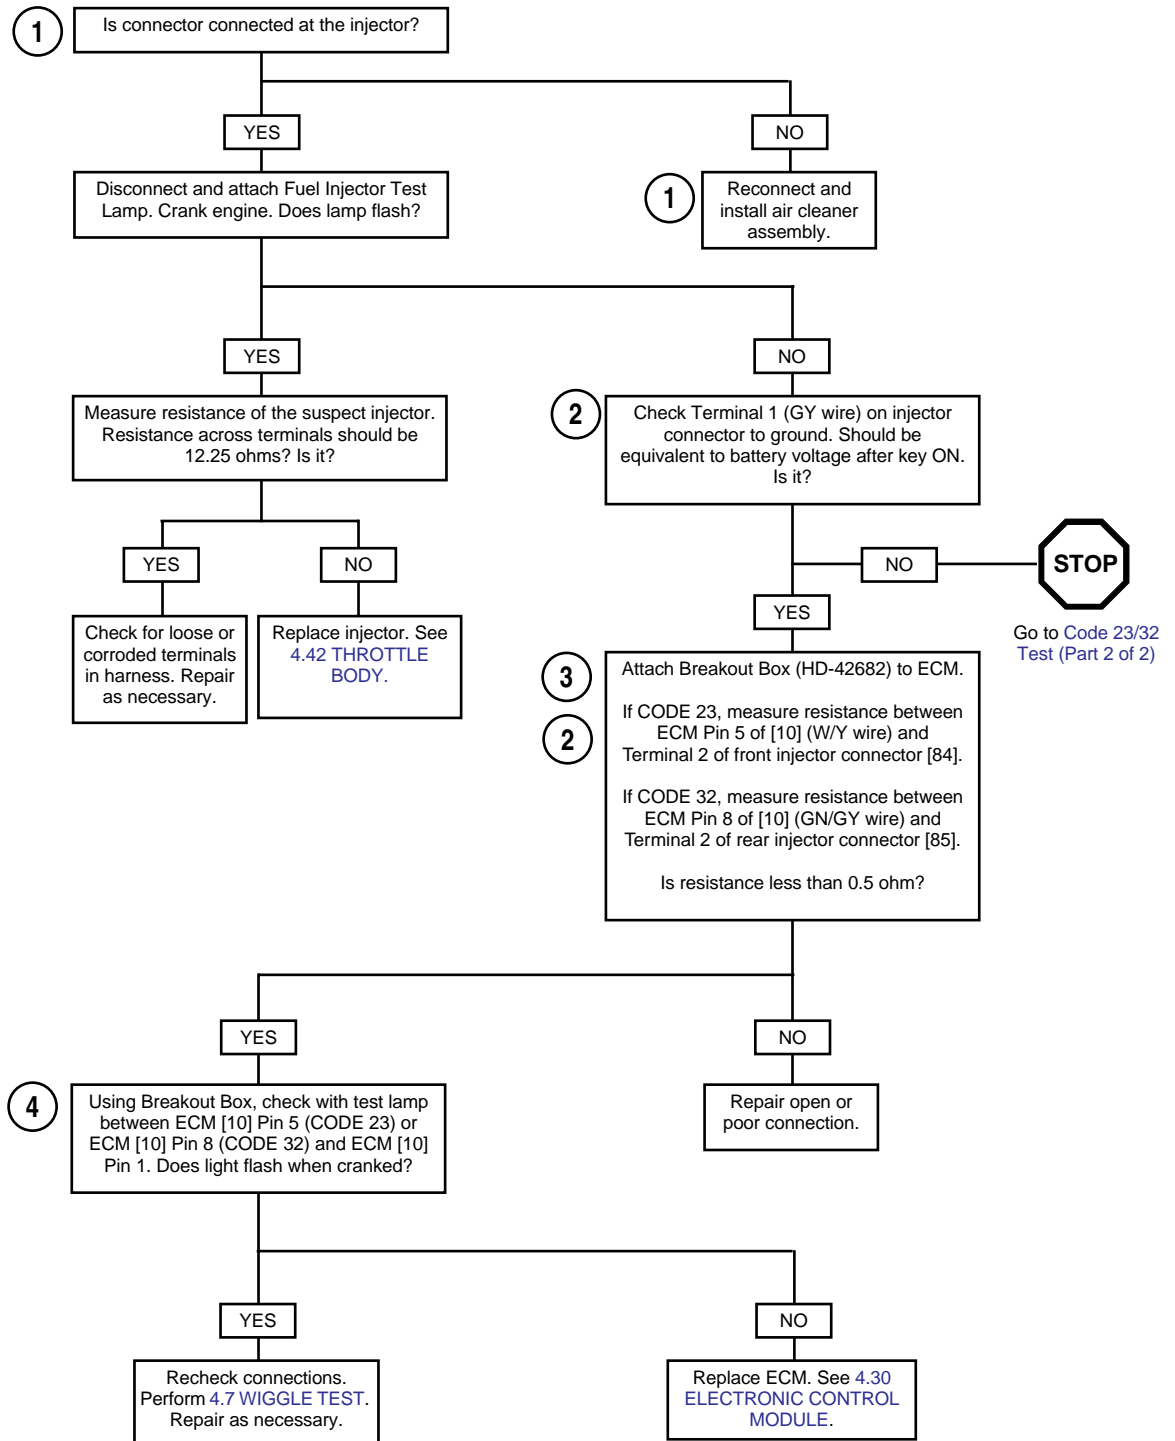 1
Is connector connected at the injector?
YES
NO
Disconnect and attach Fuel Injector Test
Lamp. Crank engine. Does lamp flash?
1
Reconnect and
install air cleaner
assembly.
YES
NO
Measure resistance of the suspect injector.
Resistance across terminals should be
12.25 ohms? Is it?
2
Check Terminal 1 (GY wire) on injector
connector to ground. Should be
equivalent to battery voltage after key ON.
Is it?
YES
NO
NO
STOP
Go to Code 23/32
Test (Part 2 of 2)
YES
Check for loose or
corroded terminals
in harness. Repair
as necessary.
Replace injector. See
4.42 THROTTLE
BODY.
3
2
Attach Breakout Box (HD-42682) to ECM.
If CODE 23, measure resistance between
ECM Pin 5 of [10] (W/Y wire) and
Terminal 2 of front injector connector [84].
If CODE 32, measure resistance between
ECM Pin 8 of [10] (GN/GY wire) and
Terminal 2 of rear injector connector [85].
Is resistance less than 0.5 ohm?
YES
NO
4
Using Breakout Box, check with test lamp
between ECM [10] Pin 5 (CODE 23) or
ECM [10] Pin 8 (CODE 32) and ECM [10]
Pin 1. Does light flash when cranked?
Repair open or
poor connection.
YES
NO
Recheck connections.
Perform 4.7 WIGGLE TEST.
Repair as necessary.
Replace ECM. See 4.30
ELECTRONIC CONTROL
MODULE.